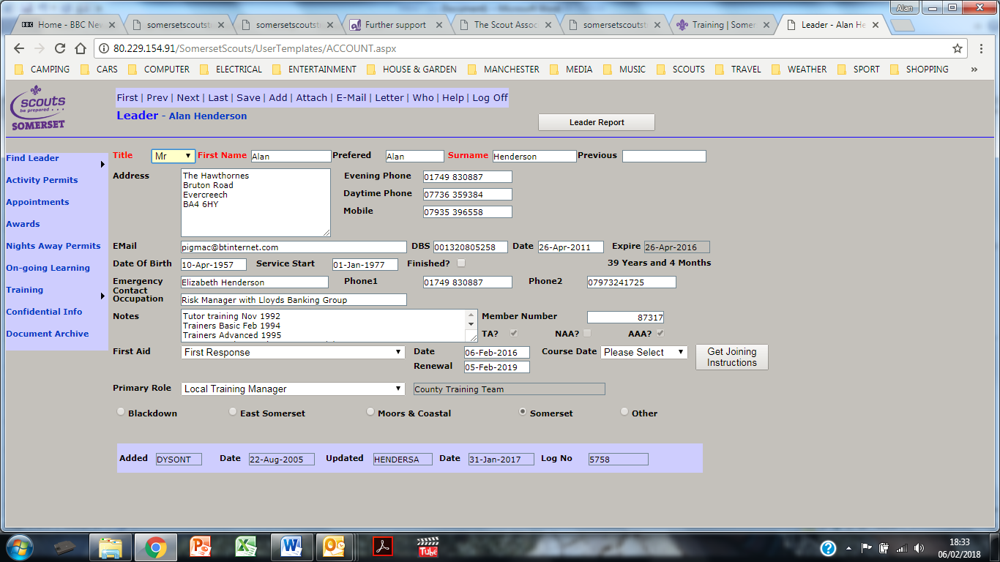 Alan
Home - BBC New
somersetscoutst
somersetscoutst
Further support
The Scout Assoc
somersetscoutst
Training | Somer
Leader - Alan He
80.229.154.91/SomersetScouts/UserTemplates/ACCOUNT.aspx
CAMPING CARS COMPUTER ELECTRICAL ENTERTAINMENT HOUSE & GARDEN MANCHESTER MEDIA MUSIC SCOUTS TRAVEL WEATHER SPORT SHOPPING »
scouts
be prepared . . .
SOMERSET
First | Prev | Next | Last | Save | Add | Attach | E-Mail | Letter | Who | Help | Log Off
Leader - Alan Henderson
Leader Report
Find Leader
Activity Permits
Appointments
Awards
Nights Away Permits
On-going Learning
Training
Confidential Info
Document Archive
Title Mr First Name Alan Prefered Alan Surname Henderson Previous
Address
The Hawthornes
Bruton Road
Evercreech
BA4 6HY
Evening Phone 01749 830887
Daytime Phone 07736 359384
Mobile 07935 396558
EMail pigmac@btinternet.com DBS 001320805258 Date 26-Apr-2011 Expire 26-Apr-2016
Date Of Birth 10-Apr-1957 Service Start 01-Jan-1977 Finished? 39 Years and 4 Months
Emergency Contact Elizabeth Henderson Phone1 01749 830887 Phone2 07973241725
Occupation Risk Manager with Lloyds Banking Group
Notes
Tutor training Nov 1992
Trainers Basic Feb 1994
Trainers Advanced 1995
Member Number 87317
TA? NAA? AAA?
First Aid First Response Date 06-Feb-2016 Course Date Please Select Get Joining Instructions
Renewal 05-Feb-2019
Primary Role Local Training Manager County Training Team
Blackdown East Somerset Moors & Coastal Somerset Other
Added DYSONT Date 22-Aug-2005 Updated HENDERSA Date 31-Jan-2017 Log No 5758
Tube
18:33
06/02/2018